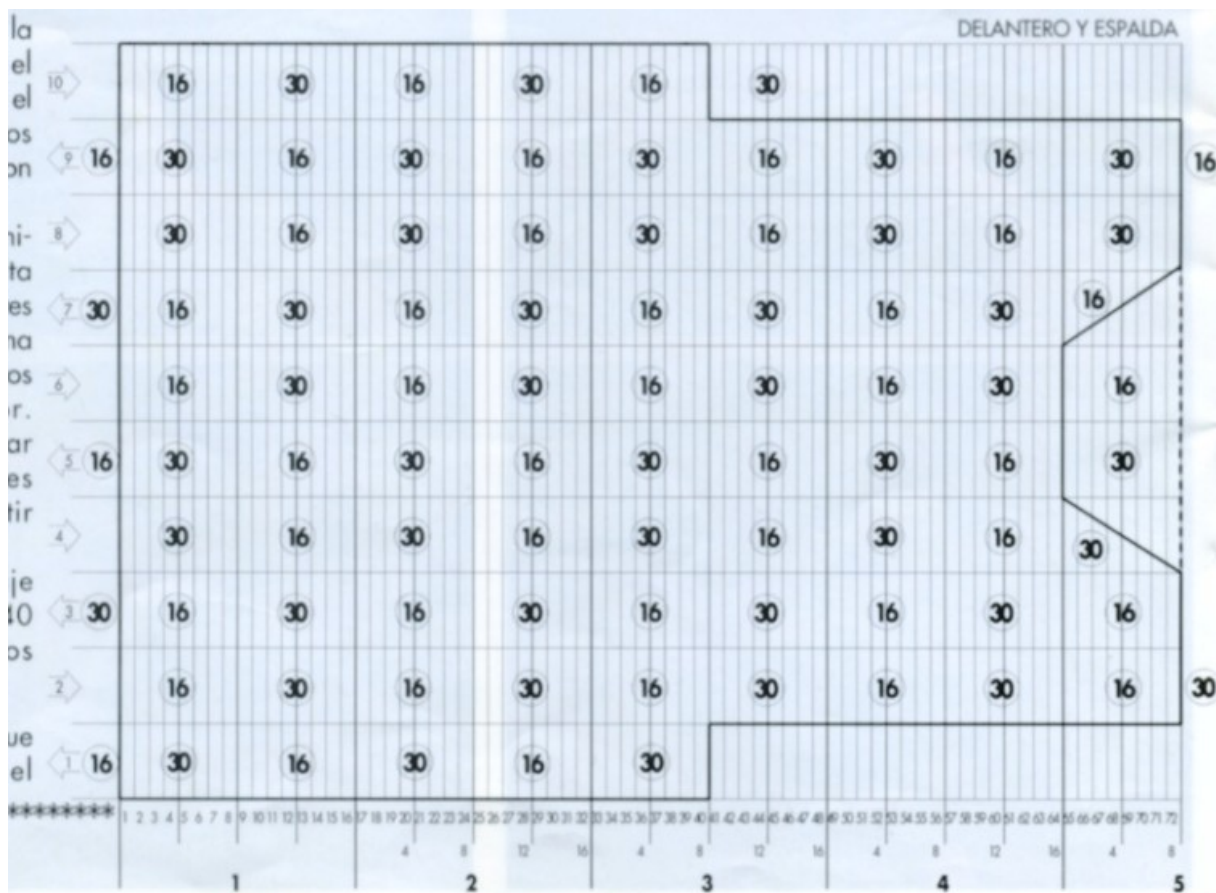 la
DELANTERO Y ESPALDA
el
10 16 30 16 30 16 30
el
os
on 9 16 30 16 30 16 30 16 30 16 30 16
ni-
8 30 16 30 16 30 16 30 16 30
ta
es 7 30 16 30 16 30 16 30 16 30 16
na
os
6 16 30 16 30 16 30 16 30 16
or.
ar
5 16 30 16 30 16 30 16 30 16 30
es
tir
4 30 16 30 16 30 16 30 16 30
je
40 3 30 16 30 16 30 16 30 16 30 16
os
2 16 30 16 30 16 30 16 30 16 30
ue
el 1 16 30 16 30 16 30
******** 1 2 3 4 5 6 7 8 9 10 11 12 13 14 15 16 17 18 19 20 21 22 23 24 25 26 27 28 29 30 31 32 33 34 35 36 37 38 39 40 41 42 43 44 45 46 47 48 49 50 51 52 53 54 55 56 57 58 59 60 61 62 63 64 65 66 67 68 69 70 71 72
4 8 12 16 4 8 12 16 4 8 12 16 4 8
1 2 3 4 5